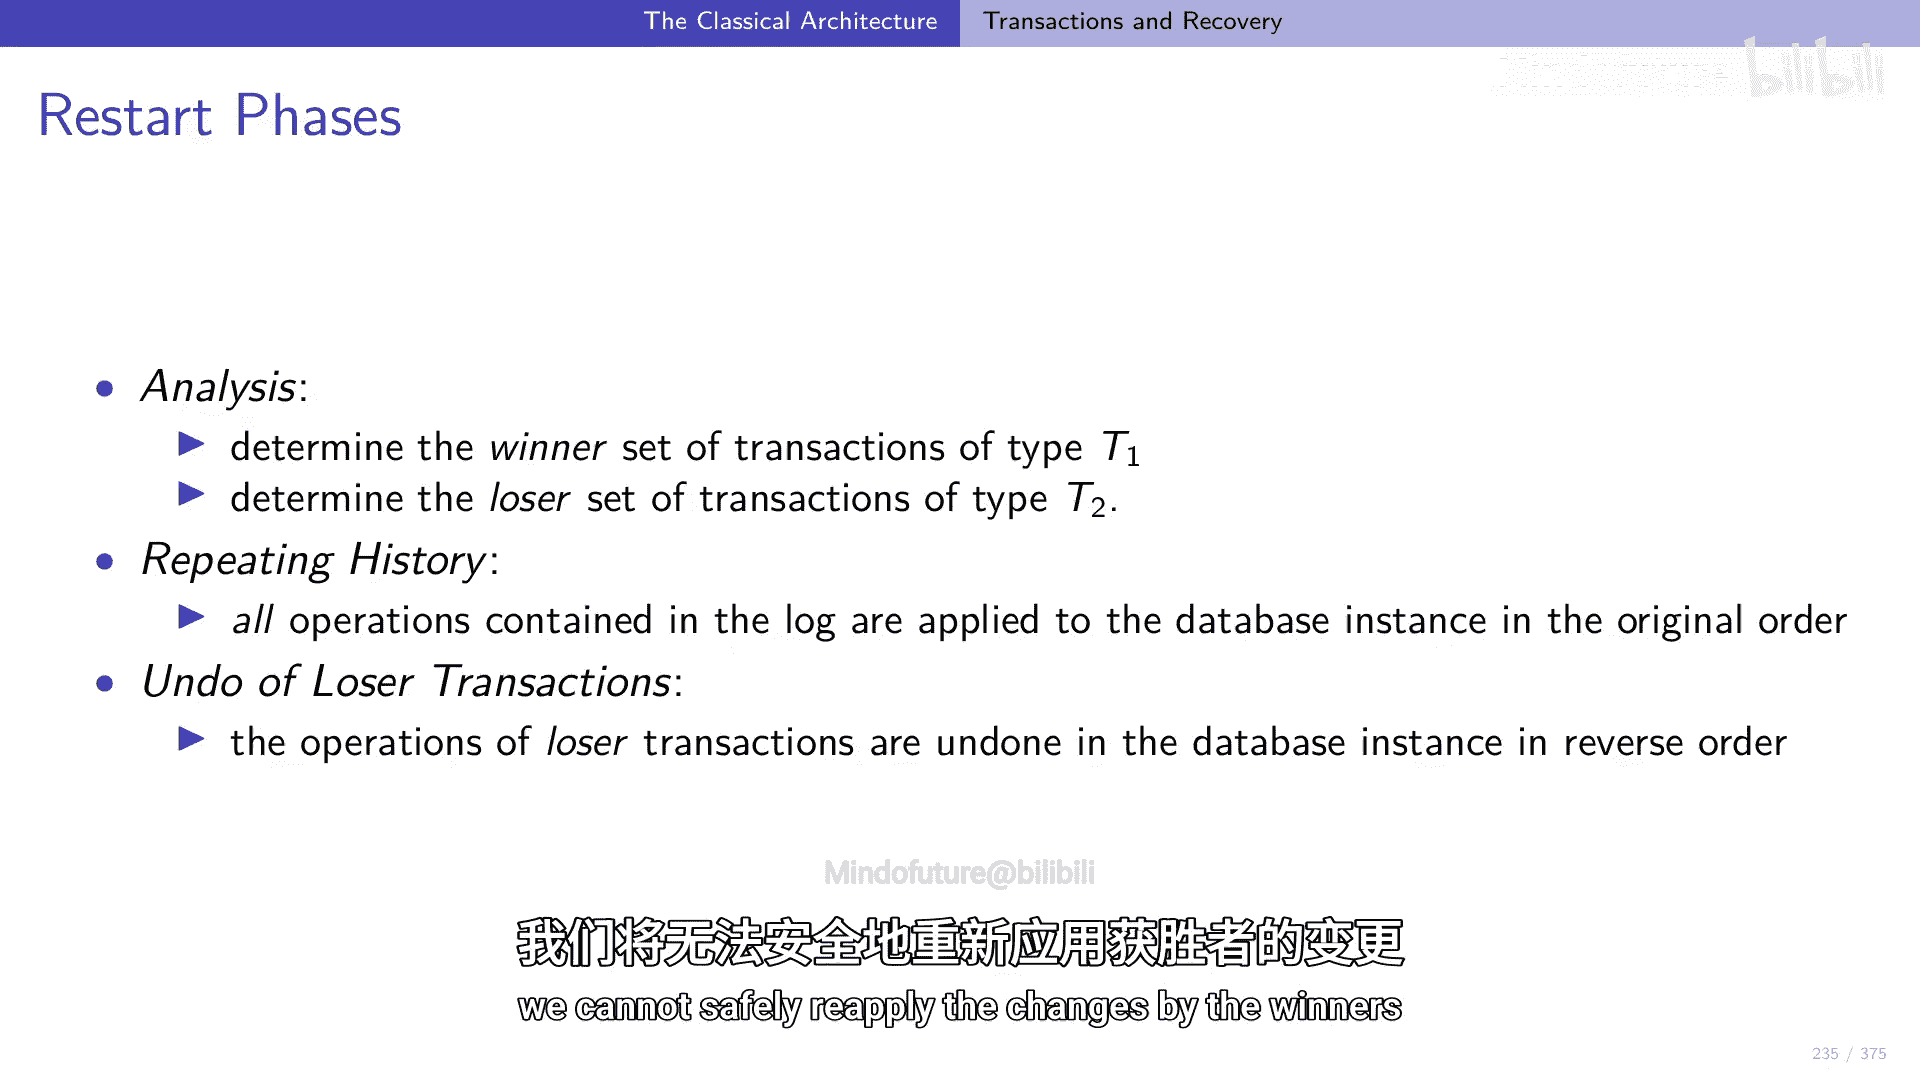 The Classical Architecture
Transactions and Recovery
bilibili
Restart Phases
• Analysis:
▶ determine the winner set of transactions of type T₁
▶ determine the loser set of transactions of type T₂.
• Repeating History:
▶ all operations contained in the log are applied to the database instance in the original order
• Undo of Loser Transactions:
▶ the operations of loser transactions are undone in the database instance in reverse order
Mindofuture@bilibili
我们将无法安全地重新应用获胜者的变更
we cannot safely reapply the changes by the winners
235 / 375